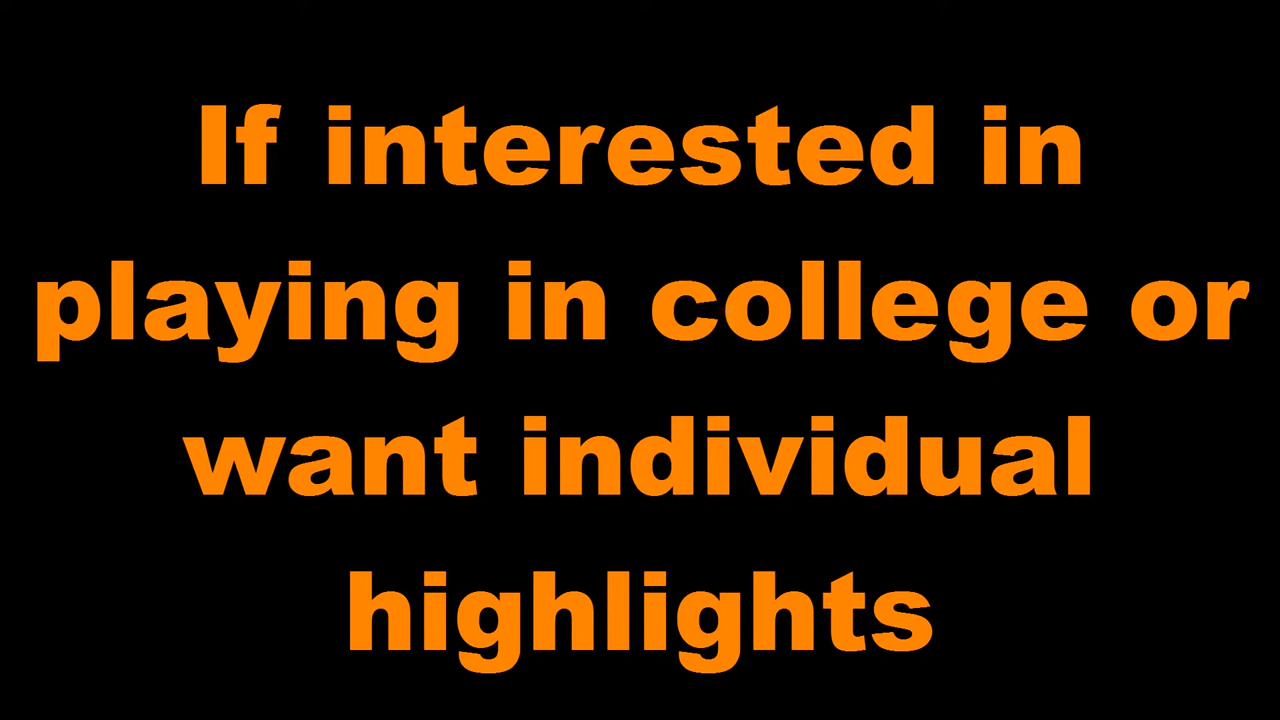 If interested in
playing in college or
want individual
highlights